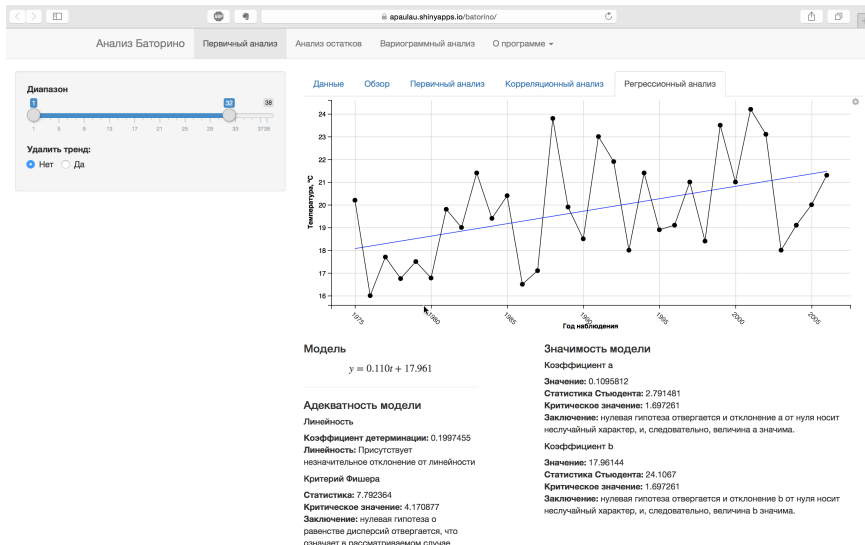 apaulau.shinyapps.io/batorino/
Анализ Баторино
Первичный анализ
Анализ остатков
Вариограммный анализ
О программе
Диапазон
1
32
38
1 5 9 13 17 21 25 29 33 3738
Удалить тренд:
Нет Да
Данные
Обзор
Первичный анализ
Корреляционный анализ
Регрессионный анализ
24
23
22
21
20
19
18
17
16
Температура, °C
1975 1980 1985 1990 1995 2000 2005
Год наблюдения
Модель
y = 0.110t + 17.961
Адекватность модели
Линейность
Коэффициент детерминации: 0.1997455
Линейность: Присутствует
незначительное отклонение от линейности
Критерий Фишера
Статистика: 7.792364
Критическое значение: 4.170877
Заключение: нулевая гипотеза о
равенстве дисперсий отвергается, что
означает в рассматриваемом случае
Значимость модели
Коэффициент a
Значение: 0.1095812
Статистика Стьюдента: 2.791481
Критическое значение: 1.697261
Заключение: нулевая гипотеза отвергается и отклонение a от нуля носит
неслучайный характер, и, следовательно, величина a значима.
Коэффициент b
Значение: 17.96144
Статистика Стьюдента: 24.1067
Критическое значение: 1.697261
Заключение: нулевая гипотеза отвергается и отклонение b от нуля носит
неслучайный характер, и, следовательно, величина b значима.